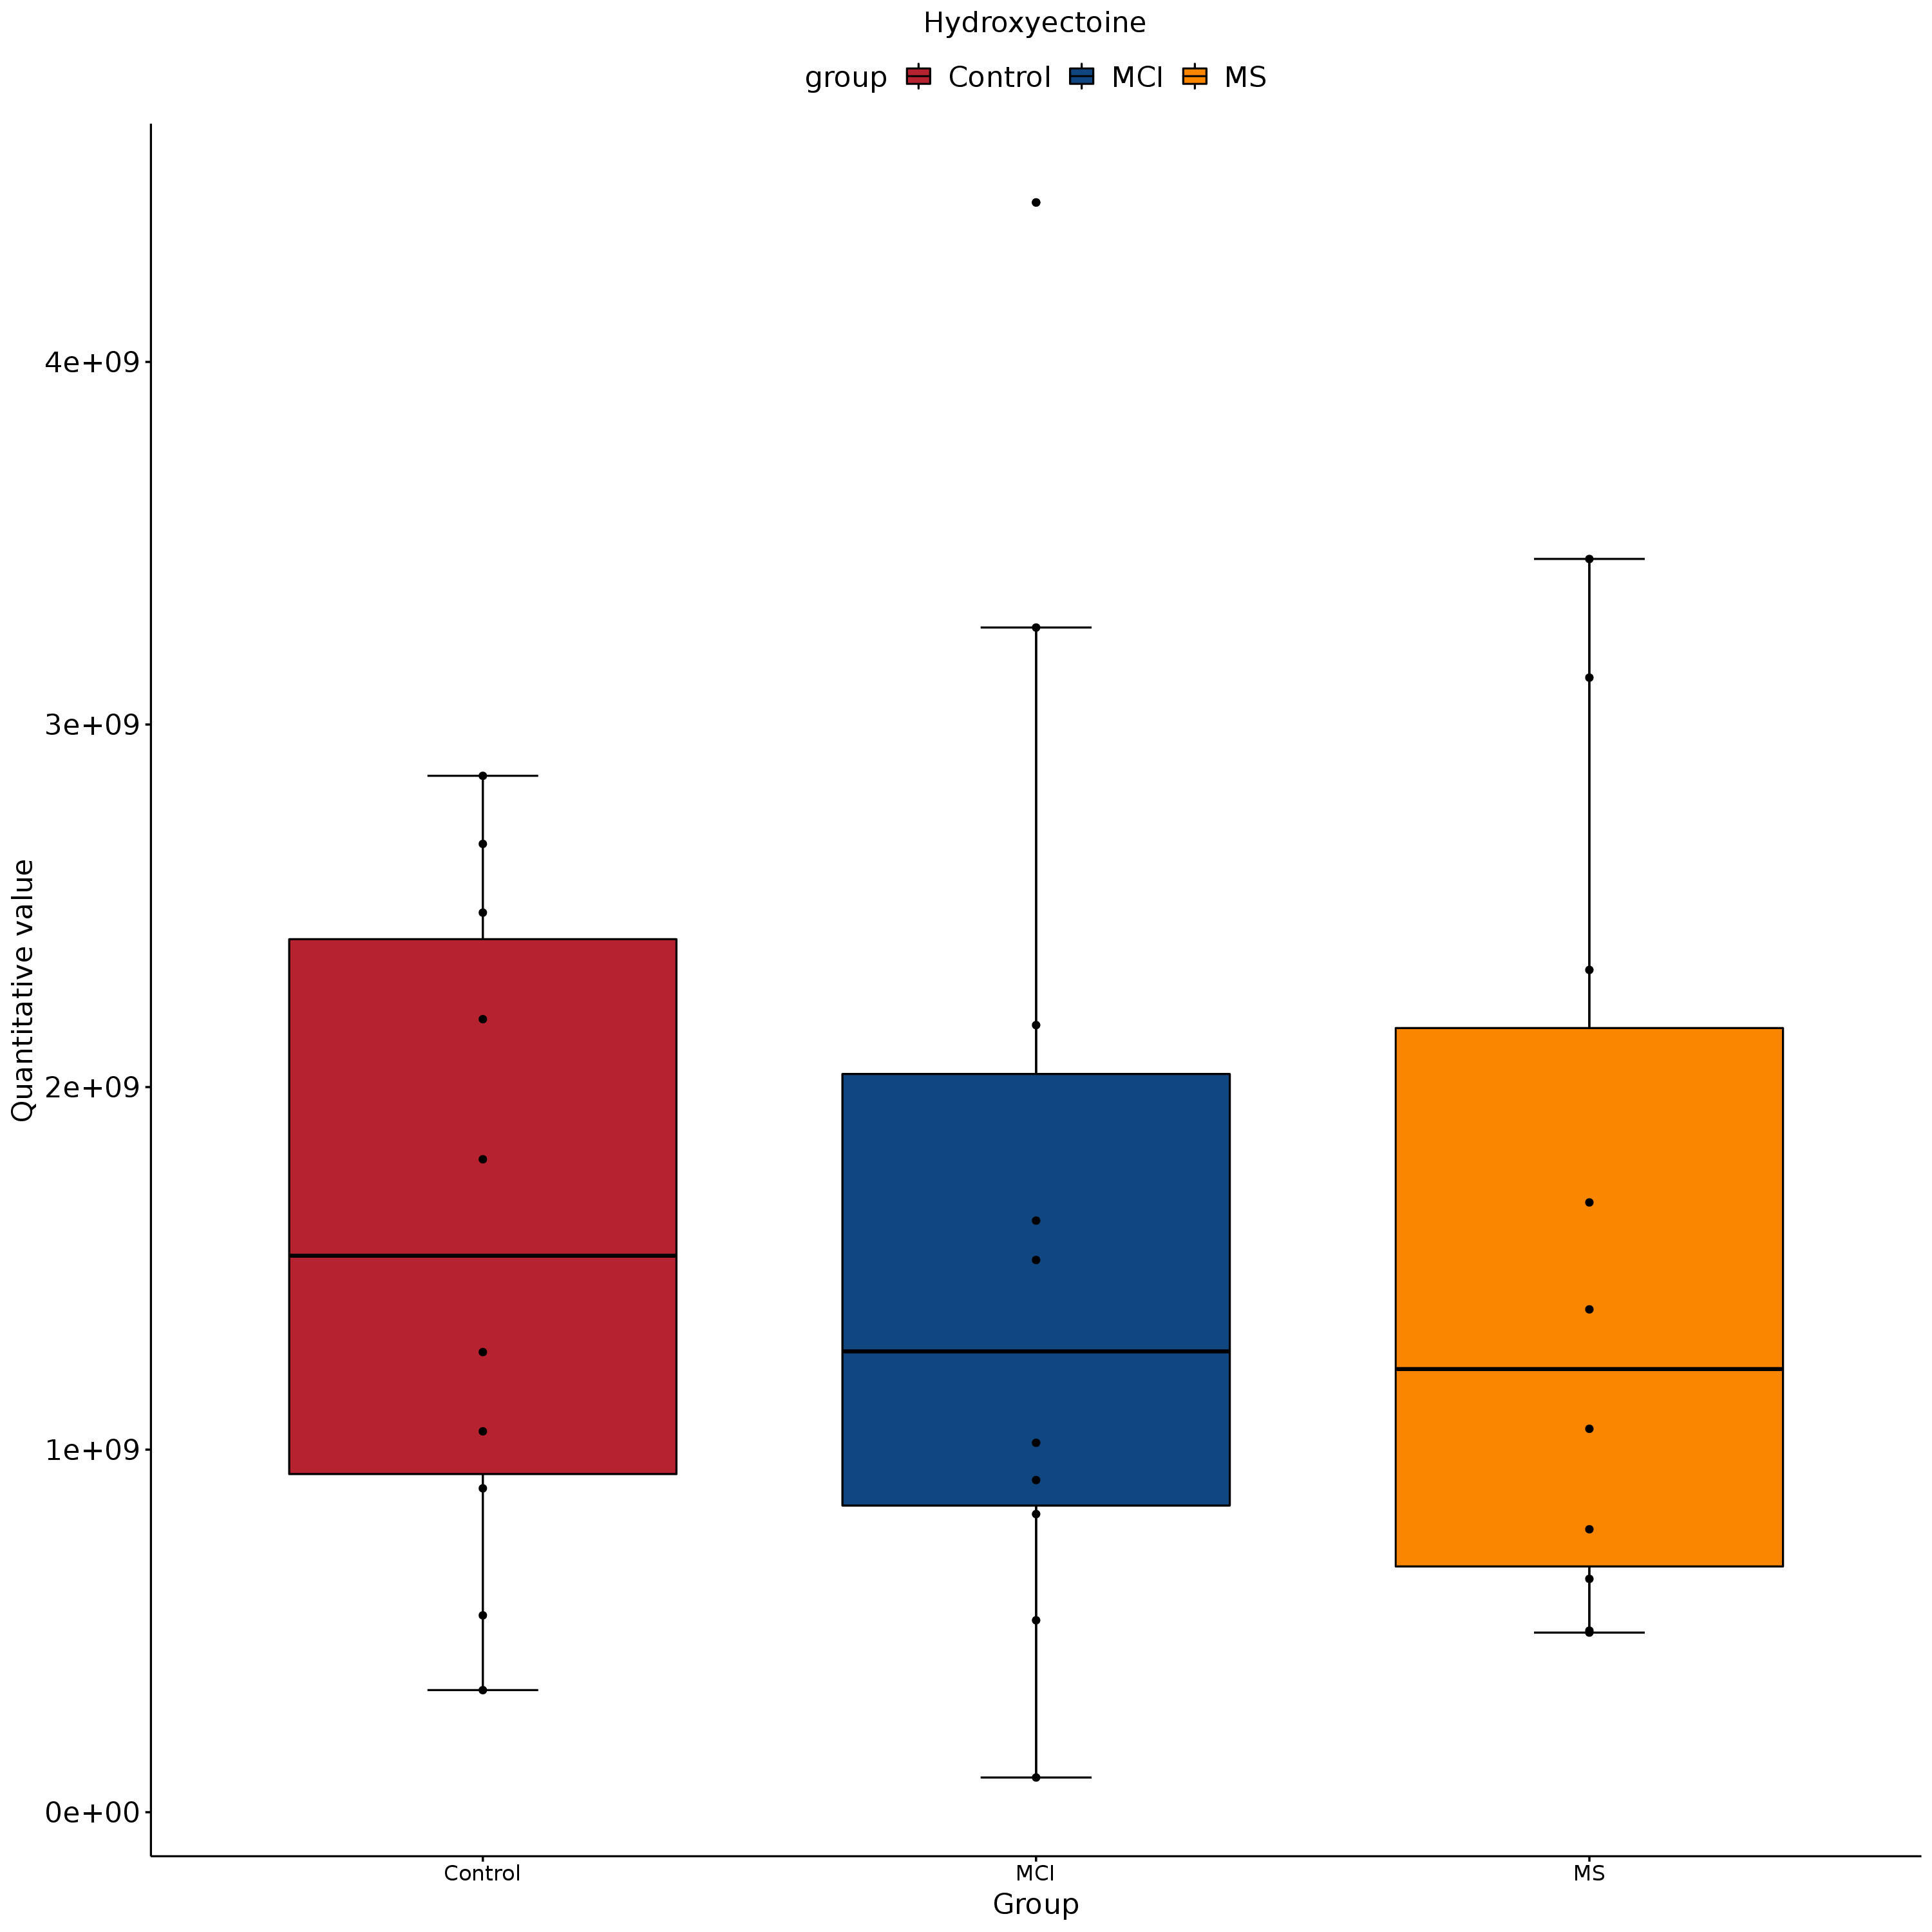 Hydroxyectoine
group Control MCI MS
Quantitative value
4e+09
3e+09
2e+09
1e+09
0e+00
Control MCI MS
Group